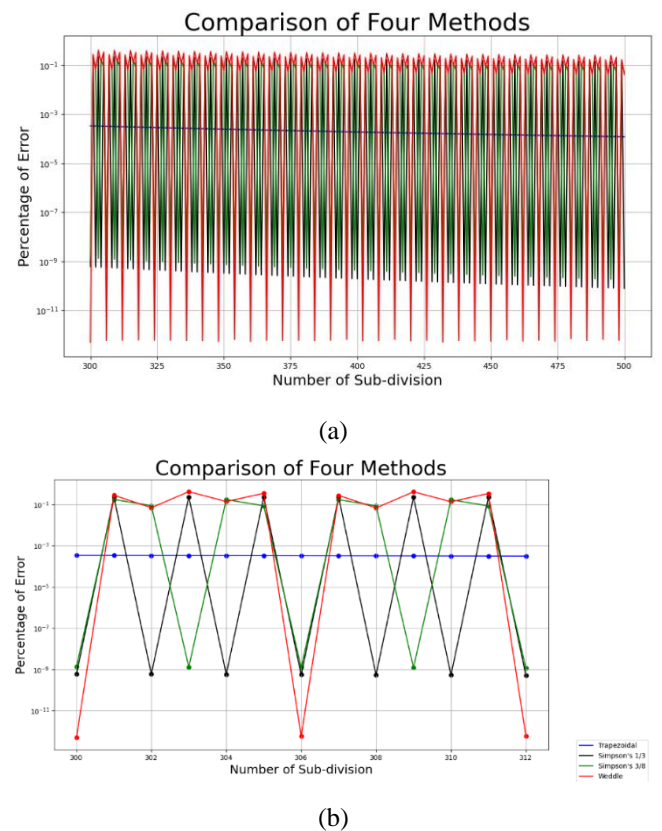 Comparison of Four Methods
Percentage of Error
10⁻¹
10⁻³
10⁻⁵
10⁻⁷
10⁻⁹
10⁻¹¹
300 325 350 375 400 425 450 475 500
Number of Sub-division
(a)
Comparison of Four Methods
Percentage of Error
10⁻¹
10⁻³
10⁻⁵
10⁻⁷
10⁻⁹
10⁻¹¹
300 302 304 306 308 310 312
Number of Sub-division
Trapezoidal
Simpson's 1/3
Simpson's 3/8
Weddle
(b)